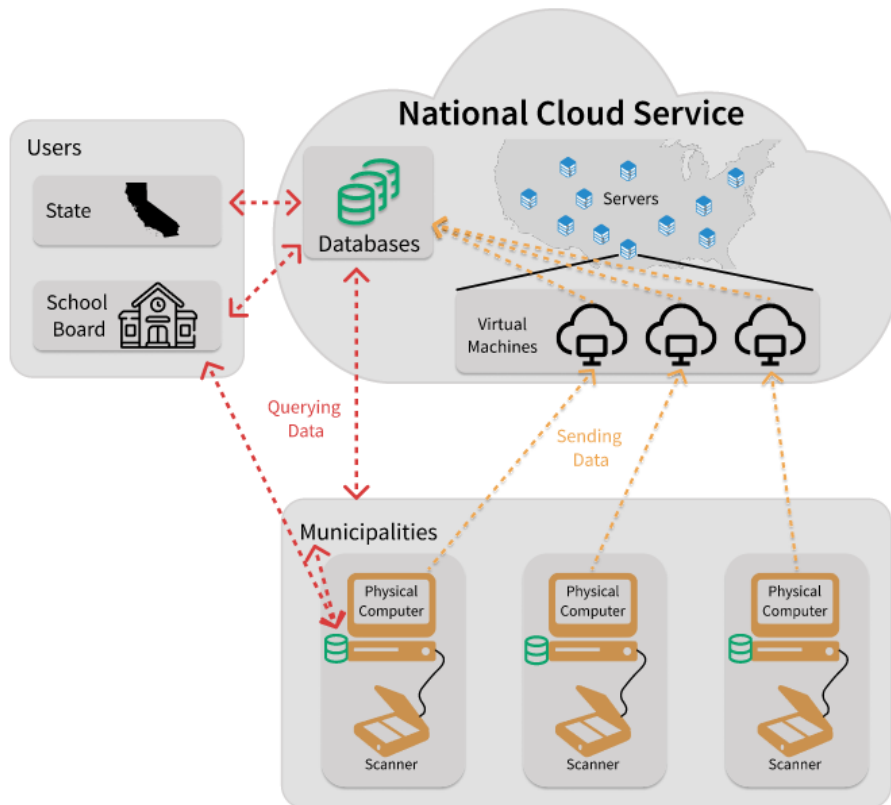 National Cloud Service
Users
State
School
Board
Databases
Servers
Virtual
Machines
Querying
Data
Sending
Data
Municipalities
Physical
Computer
Scanner
Physical
Computer
Scanner
Physical
Computer
Scanner